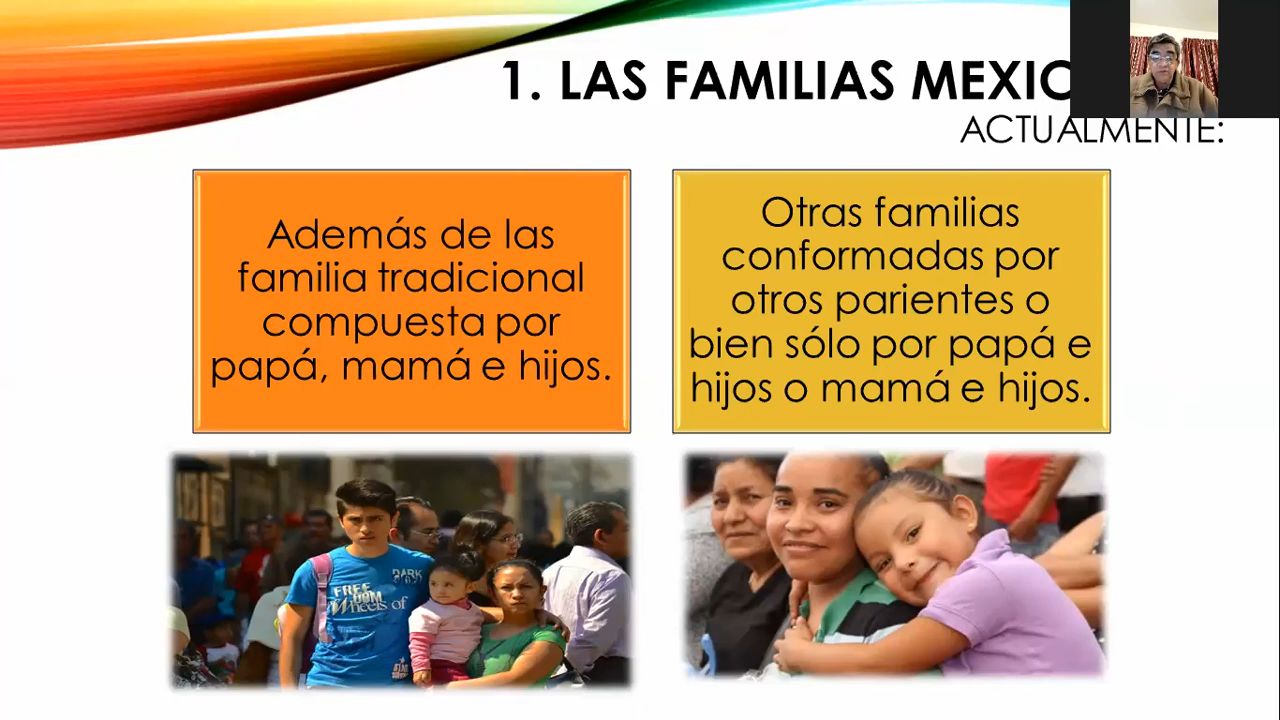 1. LAS FAMILIAS MEXIC
ACTUALMENTE:
Además de las
familia tradicional
compuesta por
papá, mamá e hijos.
Otras familias
conformadas por
otros parientes o
bien sólo por papá e
hijos o mamá e hijos.
DARK
FREE
DOM
Wheels of